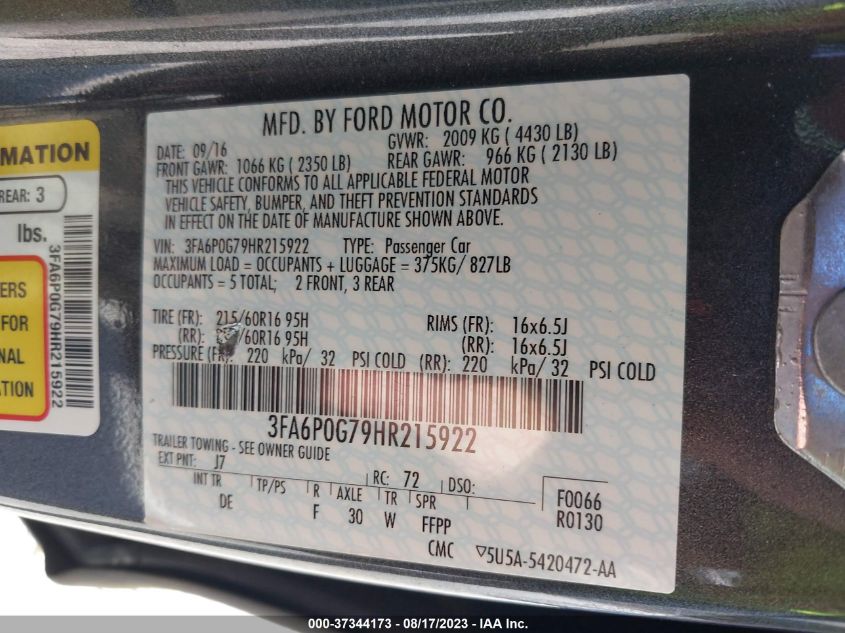 MFD. BY FORD MOTOR CO.
DATE: 09/16 GVWR: 2009 KG ( 4430 LB)
FRONT GAWR: 1066 KG ( 2350 LB) REAR GAWR: 966 KG ( 2130 LB)
THIS VEHICLE CONFORMS TO ALL APPLICABLE FEDERAL MOTOR
VEHICLE SAFETY, BUMPER, AND THEFT PREVENTION STANDARDS
IN EFFECT ON THE DATE OF MANUFACTURE SHOWN ABOVE.
VIN: 3FA6P0G79HR215922 TYPE: Passenger Car
MAXIMUM LOAD = OCCUPANTS + LUGGAGE = 375KG/ 827LB
OCCUPANTS = 5 TOTAL; 2 FRONT, 3 REAR
TIRE (FR): 215/60R16 95H RIMS (FR): 16x6.5J
(RR): /60R16 95H (RR): 16x6.5J
PRESSURE (FR): 220 kPa/ 32 PSI COLD (RR): 220 kPa/ 32 PSI COLD
3FA6P0G79HR215922
TRAILER TOWING - SEE OWNER GUIDE
EXT PNT: J7 RC: 72 DSO:
INT TR TP/PS R AXLE TR SPR F0066
DE F 30 W FFPP R0130
CMC ▽5U5A-5420472-AA
RMATION
REAR: 3
lbs.
3FA6P0G79HR215922
ERS
FOR
NAL
ATION
000-37344173 - 08/17/2023 - IAA Inc.